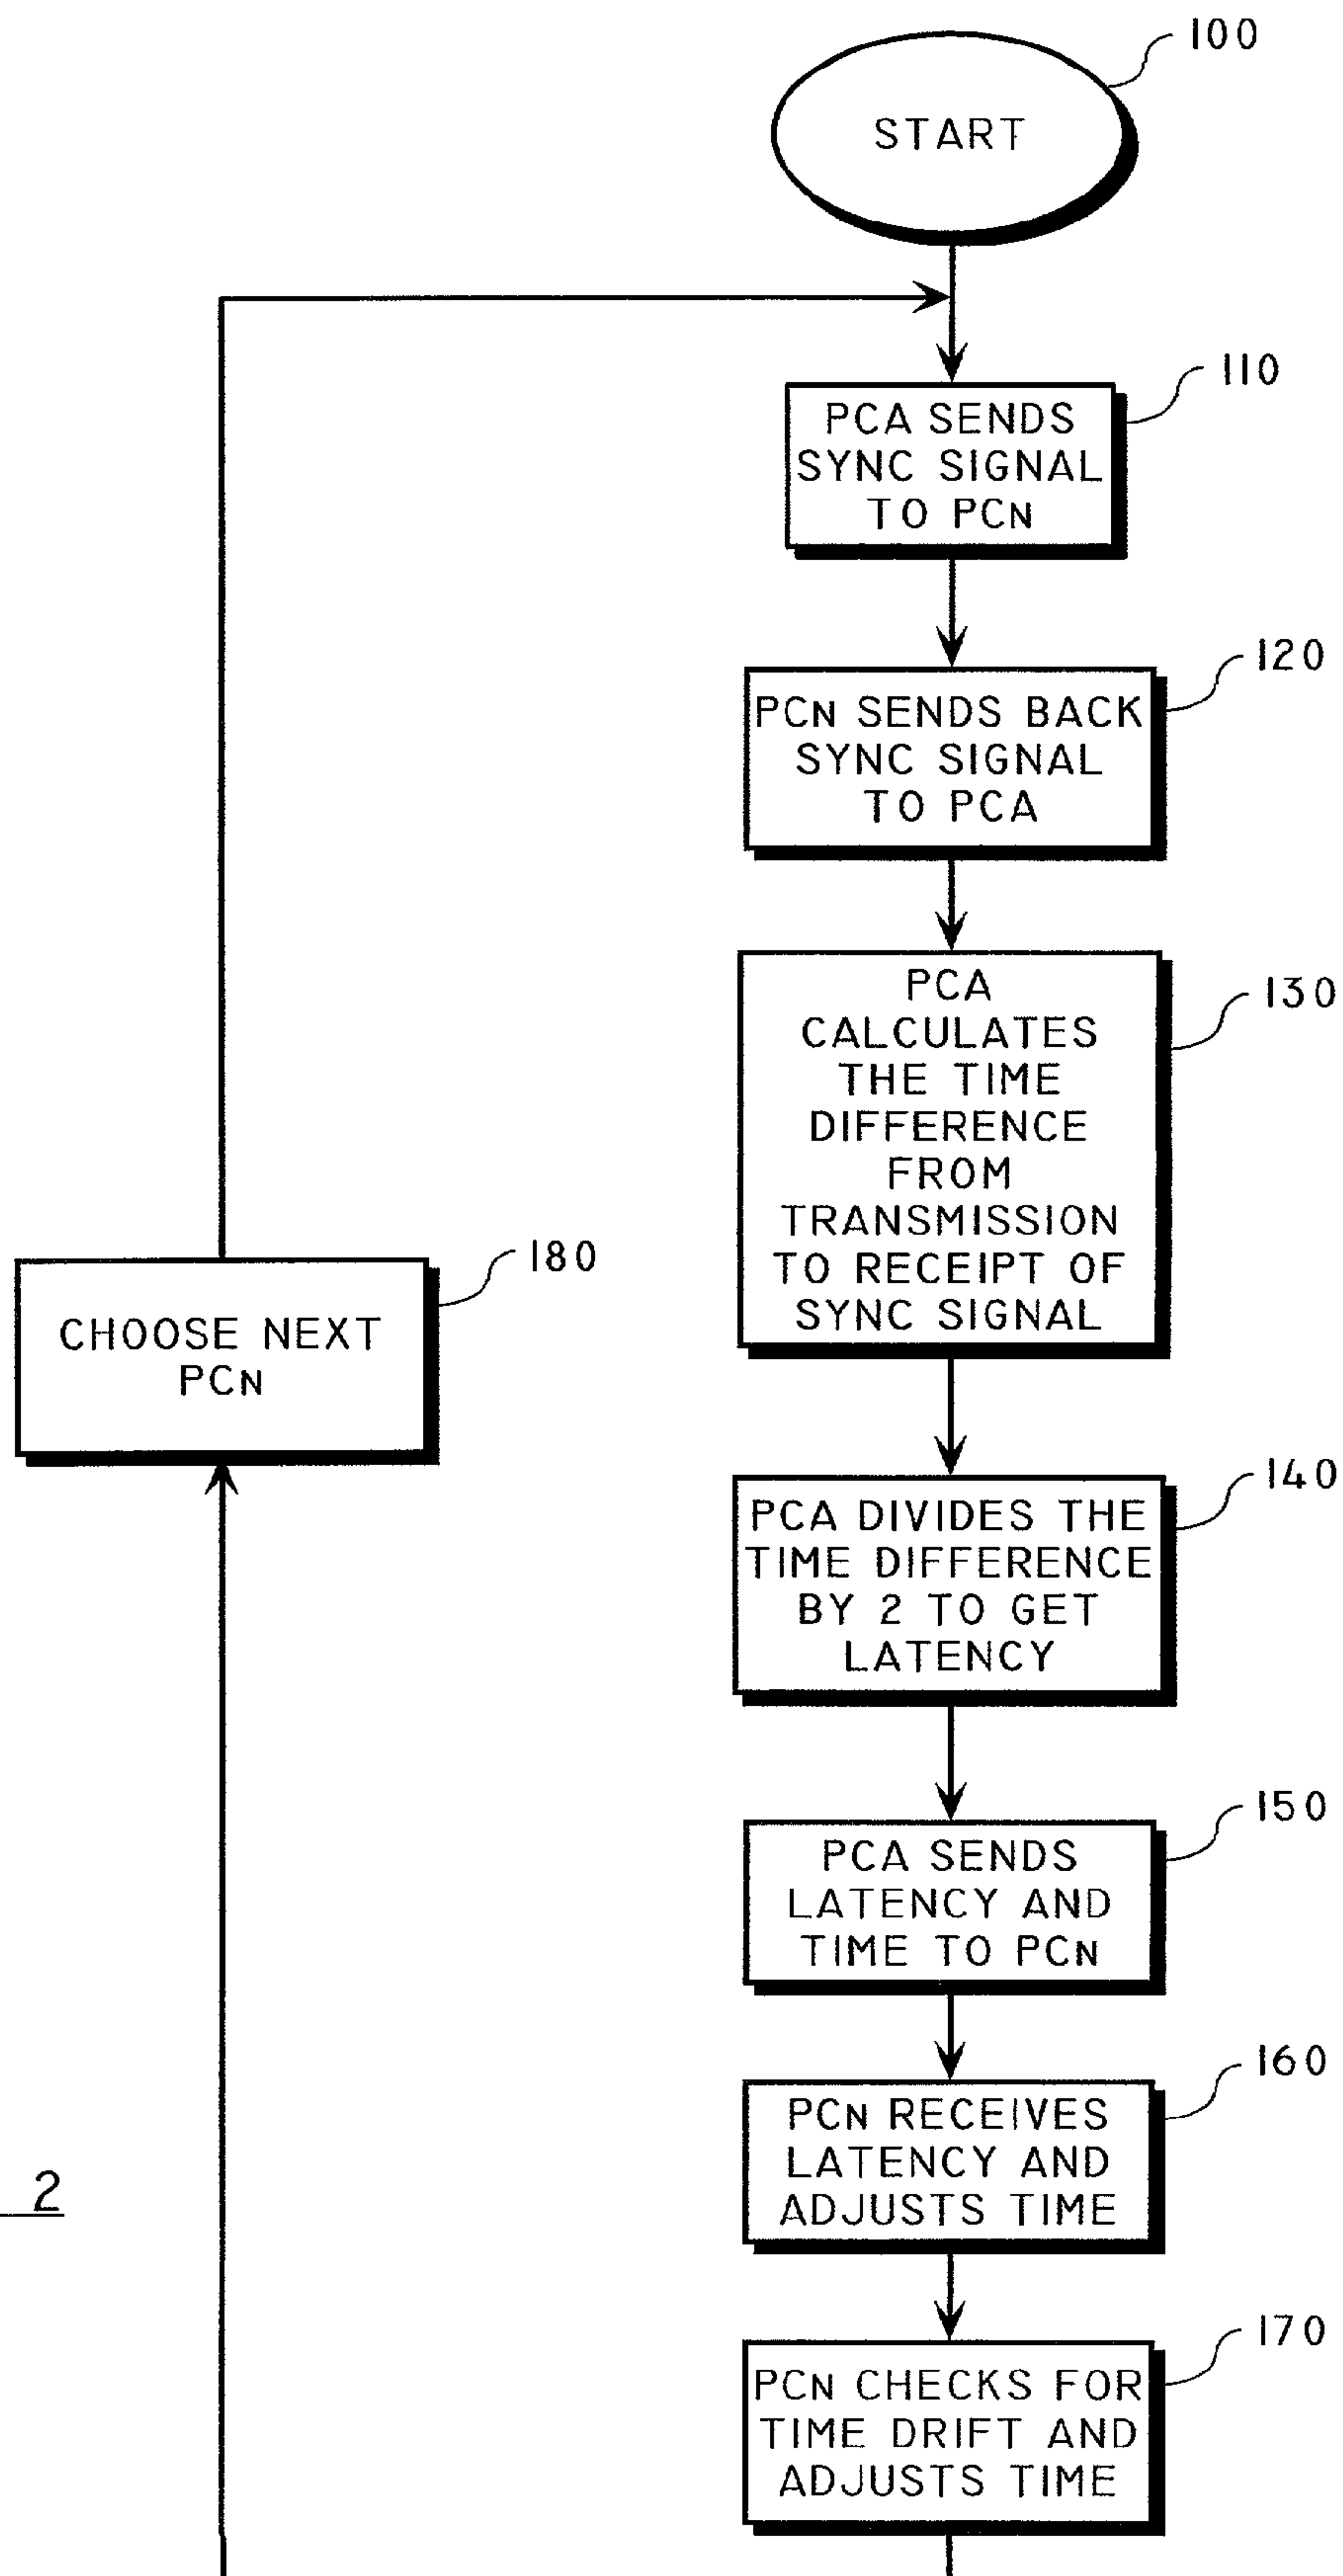 100
START
110
PCA SENDS
SYNC SIGNAL
TO PCN
120
PCN SENDS BACK
SYNC SIGNAL
TO PCA
130
PCA
CALCULATES
THE TIME
DIFFERENCE
FROM
TRANSMISSION
TO RECEIPT OF
SYNC SIGNAL
180
CHOOSE NEXT
PCN
140
PCA DIVIDES THE
TIME DIFFERENCE
BY 2 TO GET
LATENCY
150
PCA SENDS
LATENCY AND
TIME TO PCN
160
PCN RECEIVES
LATENCY AND
ADJUSTS TIME
2
170
PCN CHECKS FOR
TIME DRIFT AND
ADJUSTS TIME